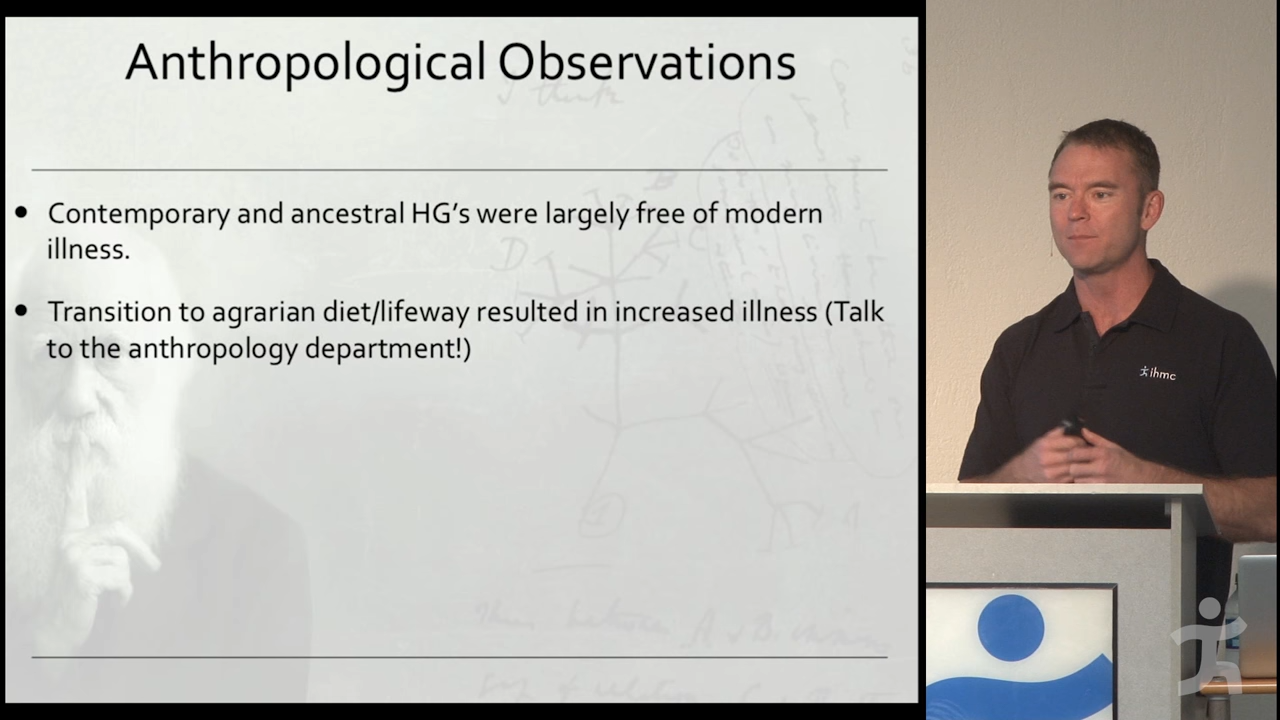 Anthropological Observations
I think
• Contemporary and ancestral HG's were largely free of modern
illness.
• Transition to agrarian diet/lifeway resulted in increased illness (Talk
to the anthropology department!)
ihmc